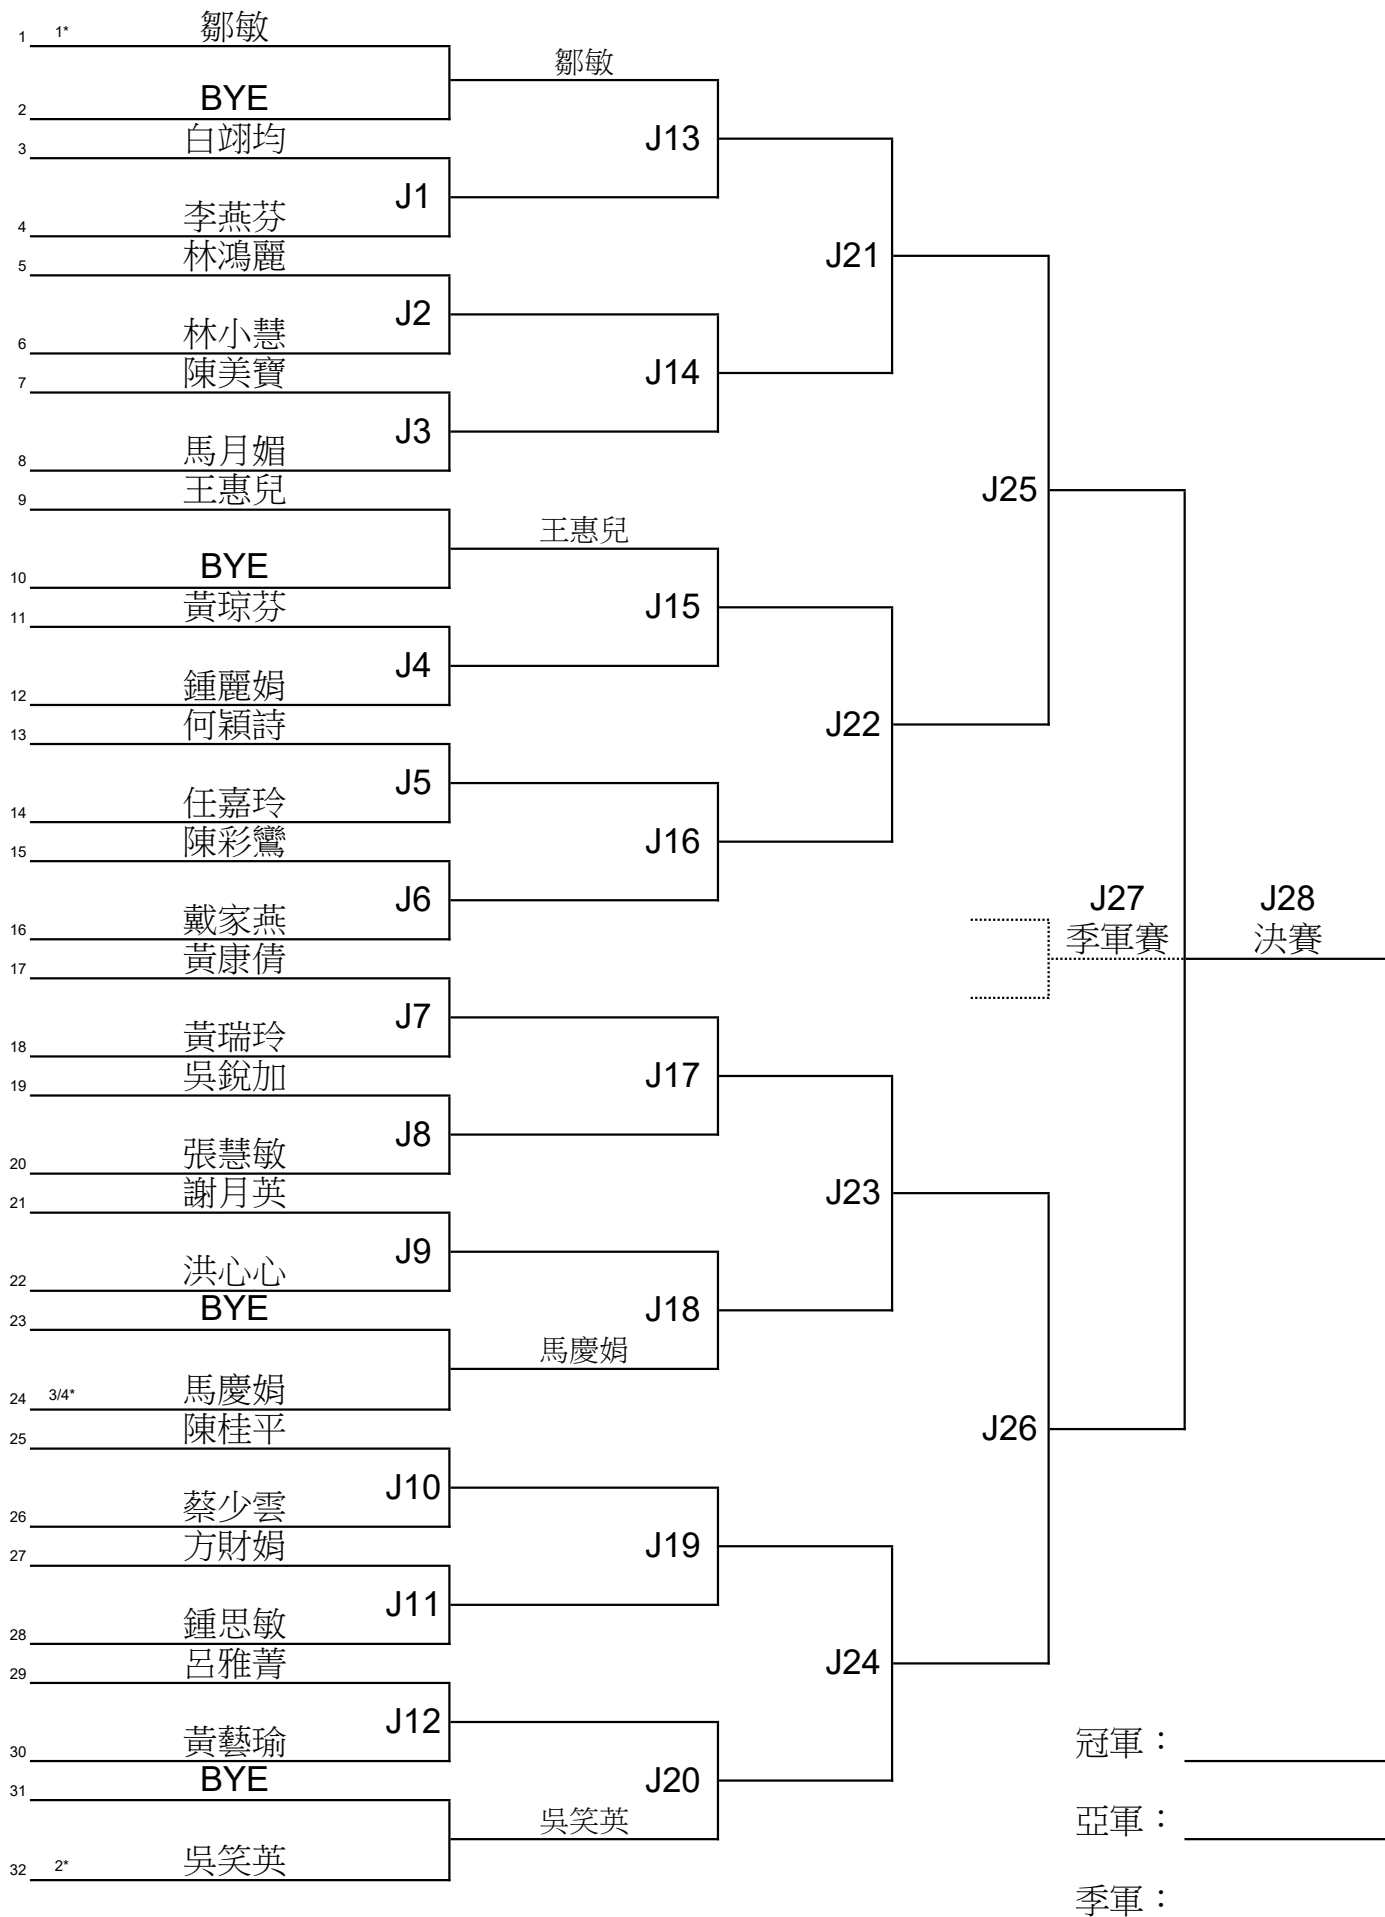 1 1* 鄒敏
鄒敏
2 BYE
3 白翊均
J13
J1
4 李燕芬
5 林鴻麗
J21
J2
6 林小慧
7 陳美寶
J14
J3
8 馬月媚
9 王惠兒
J25
王惠兒
10 BYE
11 黃琼芬
J15
J4
12 鍾麗娟
13 何穎詩
J22
J5
14 任嘉玲
15 陳彩鸞
J16
J6
J27
J28
16 戴家燕
季軍賽
決賽
17 黃康倩
J7
18 黃瑞玲
19 吳銳加
J17
J8
20 張慧敏
21 謝月英
J23
J9
22 洪心心
23 BYE
J18
馬慶娟
24 3/4* 馬慶娟
25 陳桂平
J26
J10
26 蔡少雲
27 方財娟
J19
J11
28 鍾思敏
29 呂雅菁
J24
J12
30 黃藝瑜
冠軍：
31 BYE
J20
吳笑英
亞軍：
32 2* 吳笑英
季軍：